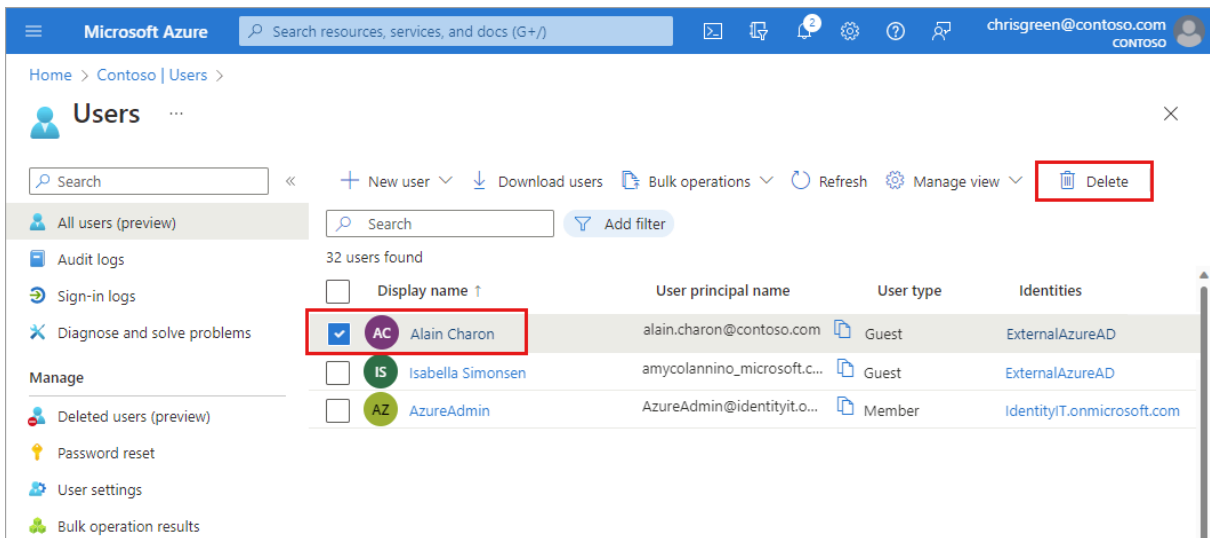 Microsoft Azure
Search resources, services, and docs (G+/)
2
chrisgreen@contoso.com
CONTOSO
Home > Contoso | Users >
Users ...
Search
«
New user
Download users
Bulk operations
Refresh
Manage view
Delete
All users (preview)
Audit logs
Sign-in logs
Diagnose and solve problems
Manage
Deleted users (preview)
Password reset
User settings
Bulk operation results
Search
Add filter
32 users found
Display name ↑ User principal name User type Identities
AC Alain Charon alain.charon@contoso.com Guest ExternalAzureAD
IS Isabella Simonsen amycolannino_microsoft.c... Guest ExternalAzureAD
AZ AzureAdmin AzureAdmin@identityit.o... Member IdentityIT.onmicrosoft.com